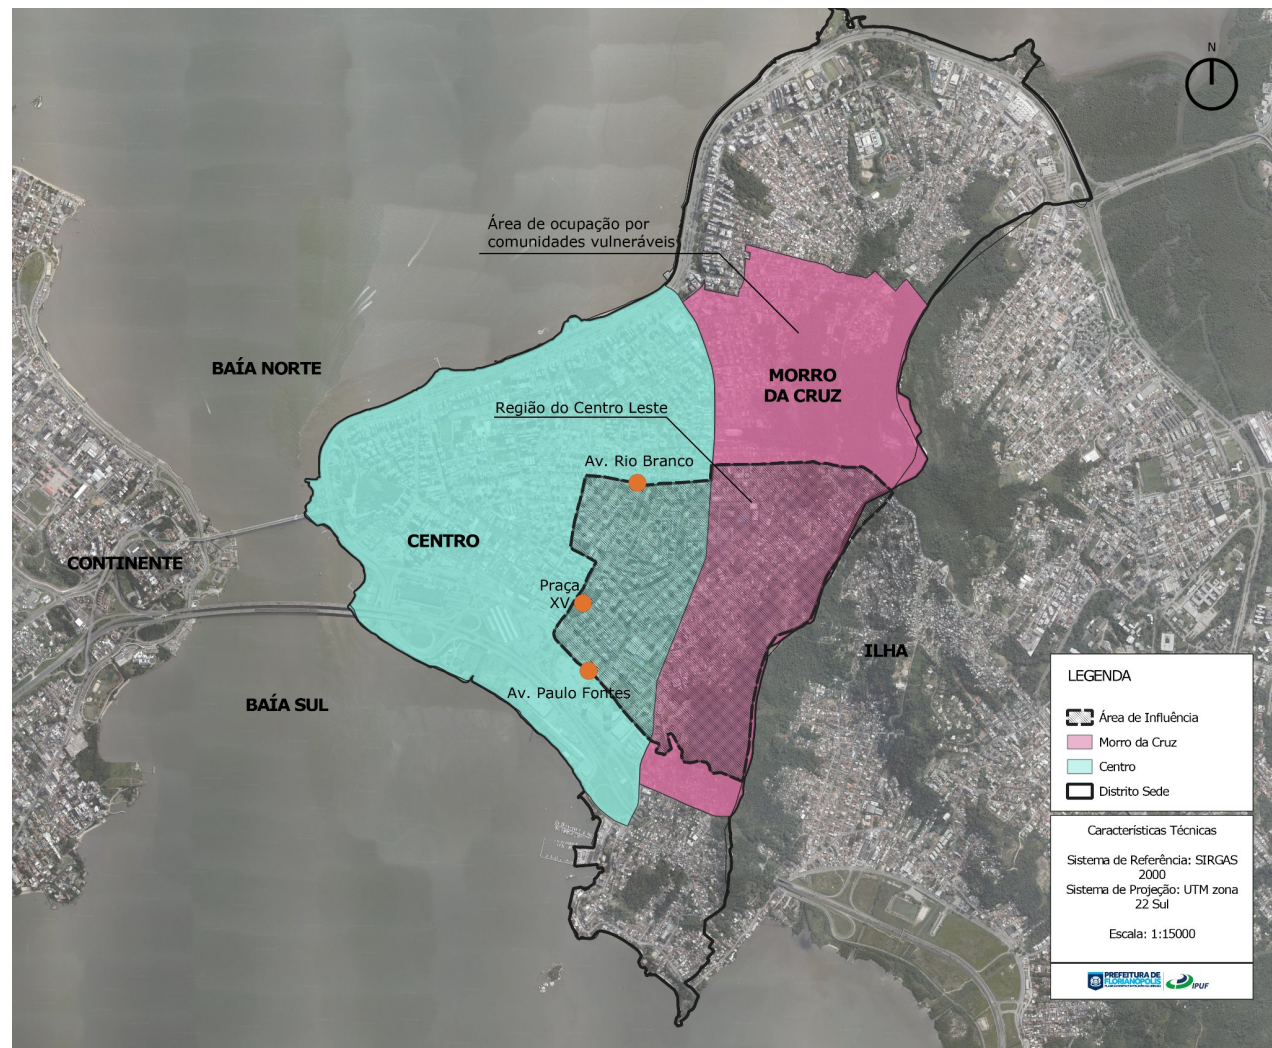 N
Área de ocupação por
comunidades vulneráveis
BAÍA NORTE
MORRO
DA CRUZ
Região do Centro Leste
Av. Rio Branco
CENTRO
CONTINENTE
Praça
XV
ILHA
Av. Paulo Fontes
BAÍA SUL
LEGENDA
Área de Influência
Morro da Cruz
Centro
Distrito Sede
Características Técnicas
Sistema de Referência: SIRGAS
2000
Sistema de Projeção: UTM zona
22 Sul
Escala: 1:15000
PREFEITURA DE
FLORIANÓPOLIS
IPUF